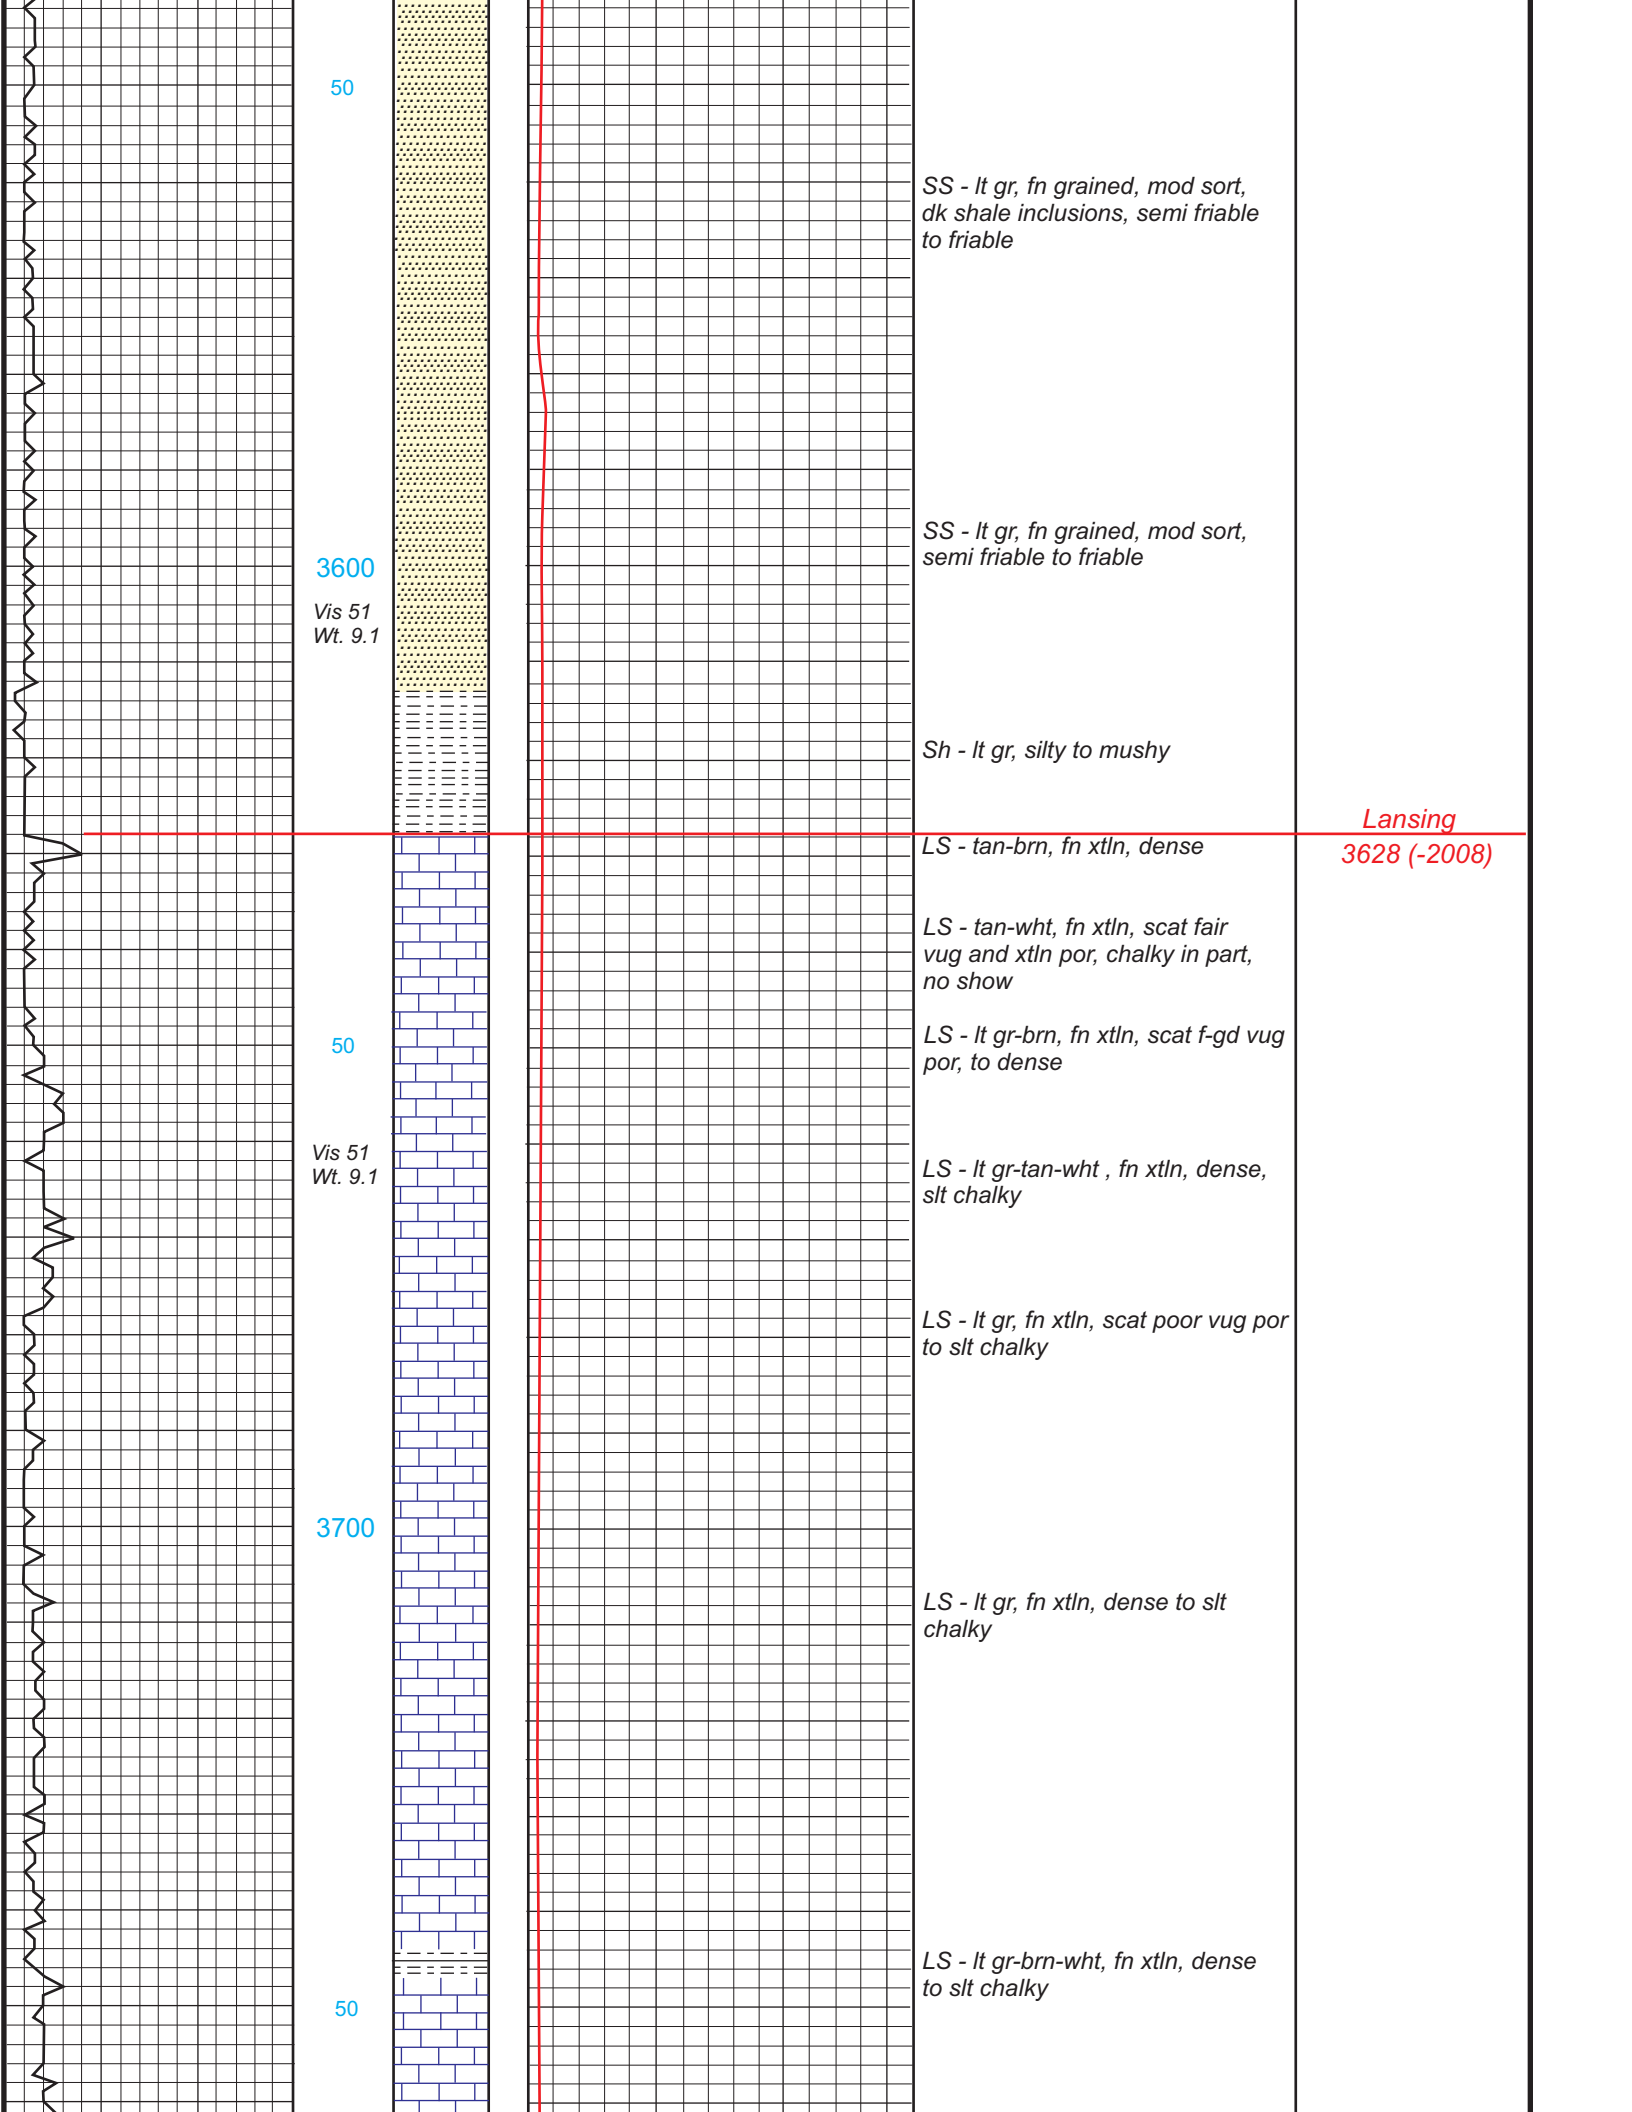 50
SS - lt gr, fn grained, mod sort,
dk shale inclusions, semi friable
to friable
SS - lt gr, fn grained, mod sort,
semi friable to friable
3600
Vis 51
Wt. 9.1
Sh - lt gr, silty to mushy
Lansing
3628 (-2008)
LS - tan-brn, fn xtln, dense
LS - tan-wht, fn xtln, scat fair
vug and xtln por, chalky in part,
no show
LS - lt gr-brn, fn xtln, scat f-gd vug
por, to dense
50
Vis 51
Wt. 9.1
LS - lt gr-tan-wht , fn xtln, dense,
slt chalky
LS - lt gr, fn xtln, scat poor vug por
to slt chalky
3700
LS - lt gr, fn xtln, dense to slt
chalky
LS - lt gr-brn-wht, fn xtln, dense
to slt chalky
50